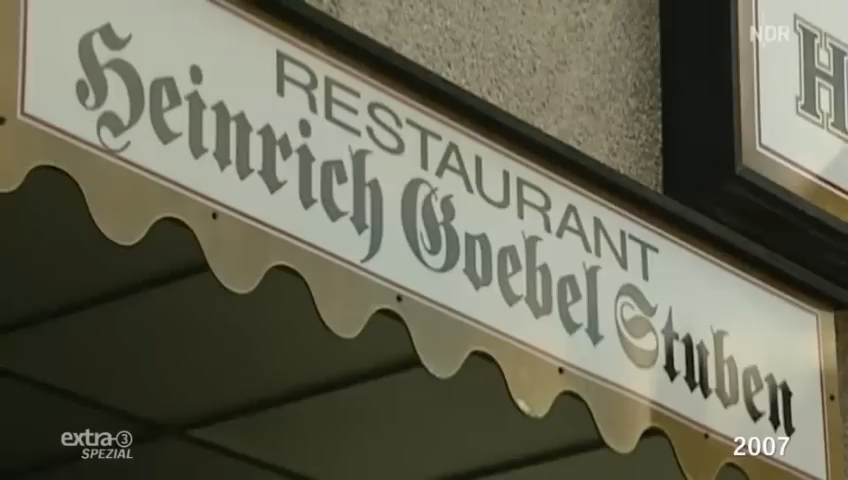 NDR
RESTAURANT
Heinrich Goebel Stuben
H
extra3
SPEZIAL
2007